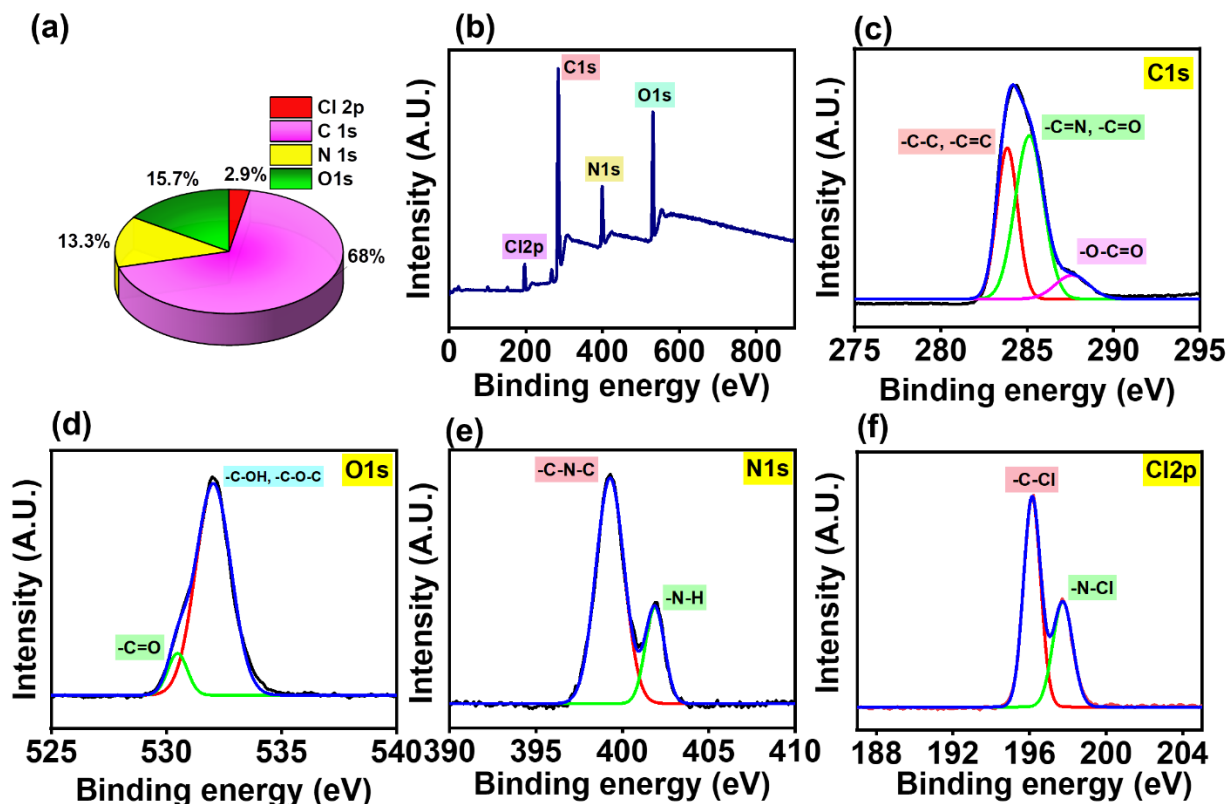 (a)
Cl 2p
C 1s
N 1s
O1s
15.7%
2.9%
13.3%
68%
(b)
C1s
O1s
N1s
Cl2p
Intensity (A.U.)
0 200 400 600 800
Binding energy (eV)
(c)
C1s
-C-C, -C=C
-C=N, -C=O
-O-C=O
Intensity (A.U.)
275 280 285 290 295
Binding energy (eV)
(d)
O1s
-C-OH, -C-O-C
-C=O
Intensity (A.U.)
525 530 535 540
Binding energy (eV)
(e)
N1s
-C-N-C
-N-H
Intensity (A.U.)
390 395 400 405 410
Binding energy (eV)
(f)
Cl2p
-C-Cl
-N-Cl
Intensity (A.U.)
188 192 196 200 204
Binding energy (eV)